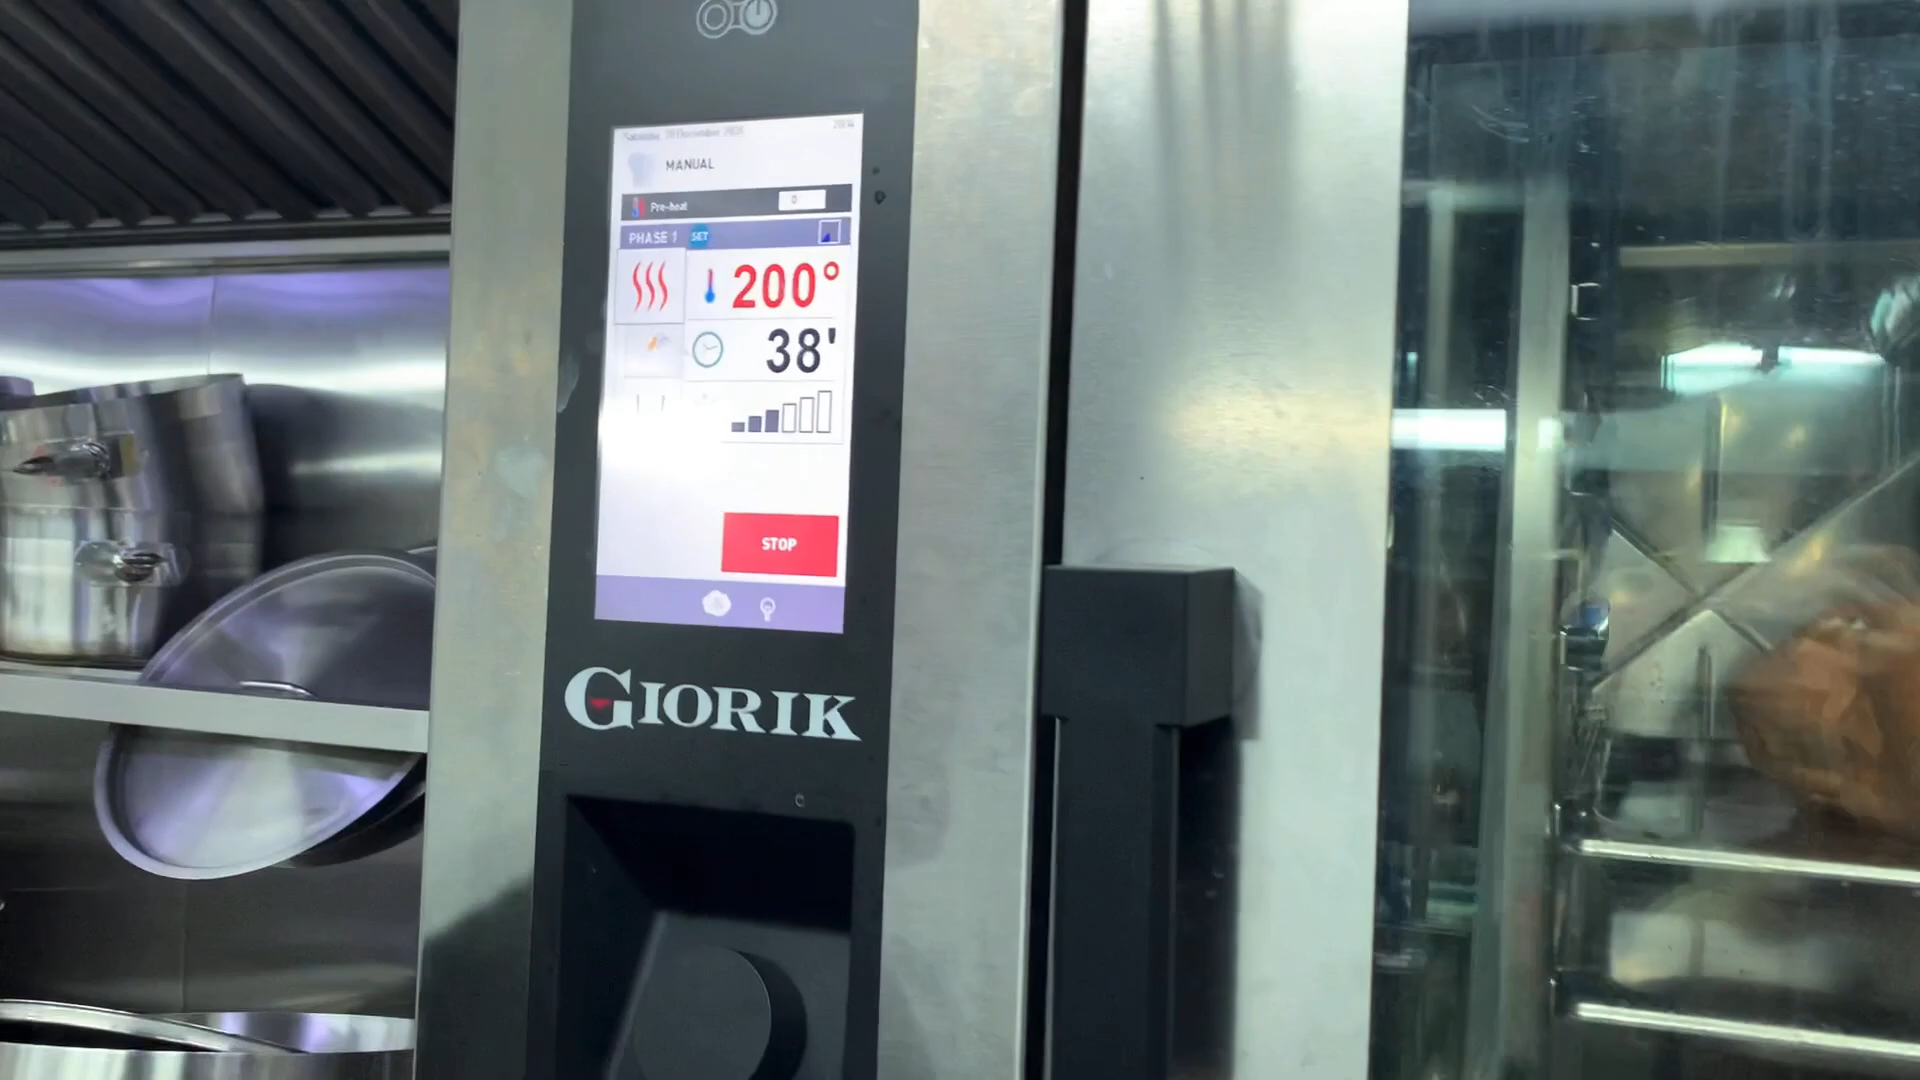 MANUAL
Pre-heat
0
PHASE 1 SET
200°
38'
STOP
GIORIK